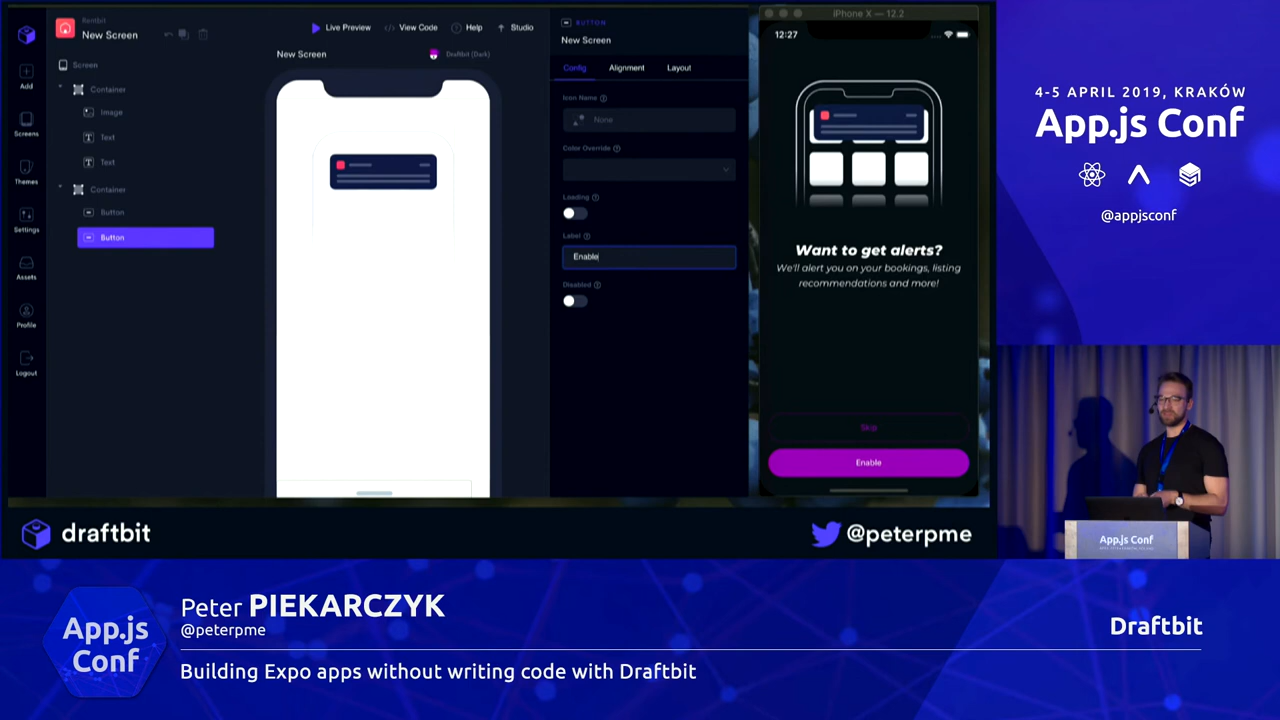 Rentbit
New Screen
Live Preview
View Code
Help
Studio
Add
Screens
Themes
Settings
Assets
Profile
Logout
Screen
Container
Image
Text
Text
Container
Button
Button
New Screen
Draftbit (Dark)
BUTTON
New Screen
Config
Alignment
Layout
Icon Name
None
Color Override
Loading
Label
Enable
Disabled
iPhone X — 12.2
12:27
Want to get alerts?
We'll alert you on your bookings, listing
recommendations and more!
Skip
Enable
draftbit
@peterpme
4-5 APRIL 2019, KRAKÓW
App.js Conf
@appjsconf
App.js Conf
App.js
Conf
Peter PIEKARCZYK
@peterpme
Building Expo apps without writing code with Draftbit
Draftbit